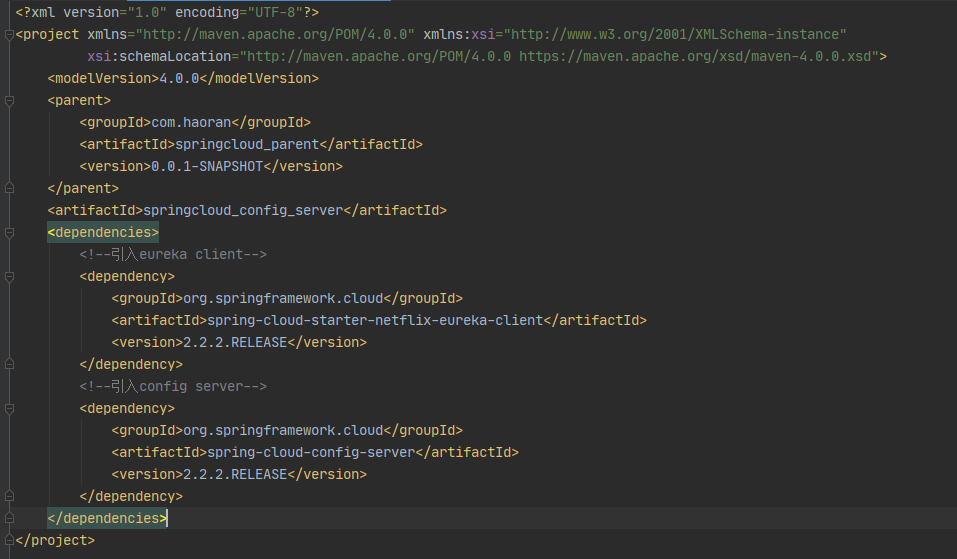 <?xml version="1.0" encoding="UTF-8"?>
<project xmlns="http://maven.apache.org/POM/4.0.0" xmlns:xsi="http://www.w3.org/2001/XMLSchema-instance"
         xsi:schemaLocation="http://maven.apache.org/POM/4.0.0 https://maven.apache.org/xsd/maven-4.0.0.xsd">
    <modelVersion>4.0.0</modelVersion>
    <parent>
        <groupId>com.haoran</groupId>
        <artifactId>springcloud_parent</artifactId>
        <version>0.0.1-SNAPSHOT</version>
    </parent>
    <artifactId>springcloud_config_server</artifactId>
    <dependencies>
        <!--引入eureka client-->
        <dependency>
            <groupId>org.springframework.cloud</groupId>
            <artifactId>spring-cloud-starter-netflix-eureka-client</artifactId>
            <version>2.2.2.RELEASE</version>
        </dependency>
        <!--引入config server-->
        <dependency>
            <groupId>org.springframework.cloud</groupId>
            <artifactId>spring-cloud-config-server</artifactId>
            <version>2.2.2.RELEASE</version>
        </dependency>
    </dependencies>
</project>